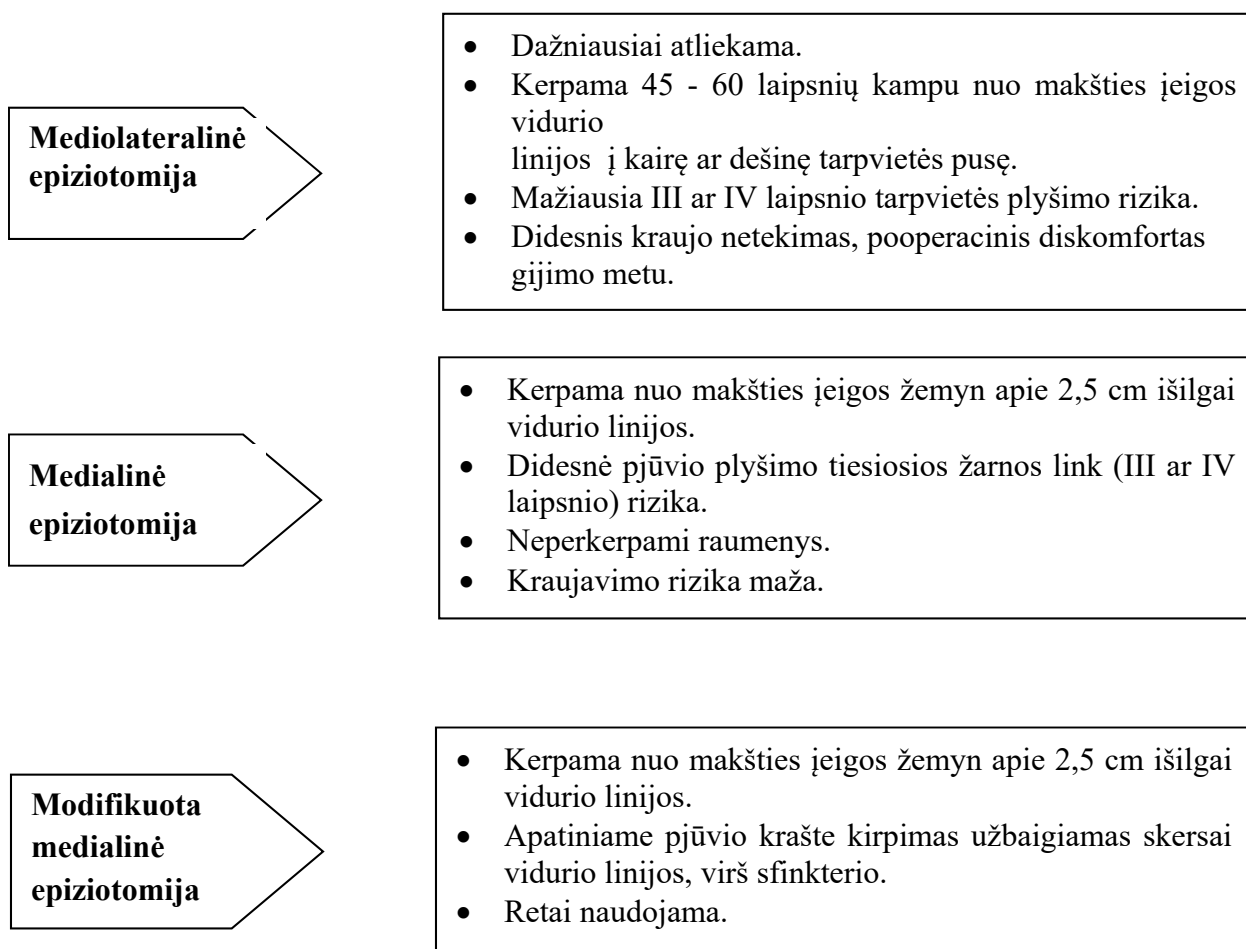 Mediolateralinė
epiziotomija
• Dažniausiai atliekama.
• Kerpama 45 - 60 laipsnių kampu nuo makšties įeigos
vidurio
linijos į kairę ar dešinę tarpvietės pusę.
• Mažiausia III ar IV laipsnio tarpvietės plyšimo rizika.
• Didesnis kraujo netekimas, pooperacinis diskomfortas
gijimo metu.
Medialinė
epiziotomija
• Kerpama nuo makšties įeigos žemyn apie 2,5 cm išilgai
vidurio linijos.
• Didesnė pjūvio plyšimo tiesiosios žarnos link (III ar IV
laipsnio) rizika.
• Neperkerpami raumenys.
• Kraujavimo rizika maža.
Modifikuota
medialinė
epiziotomija
• Kerpama nuo makšties įeigos žemyn apie 2,5 cm išilgai
vidurio linijos.
• Apatiniame pjūvio krašte kirpimas užbaigiamas skersai
vidurio linijos, virš sfinkterio.
• Retai naudojama.